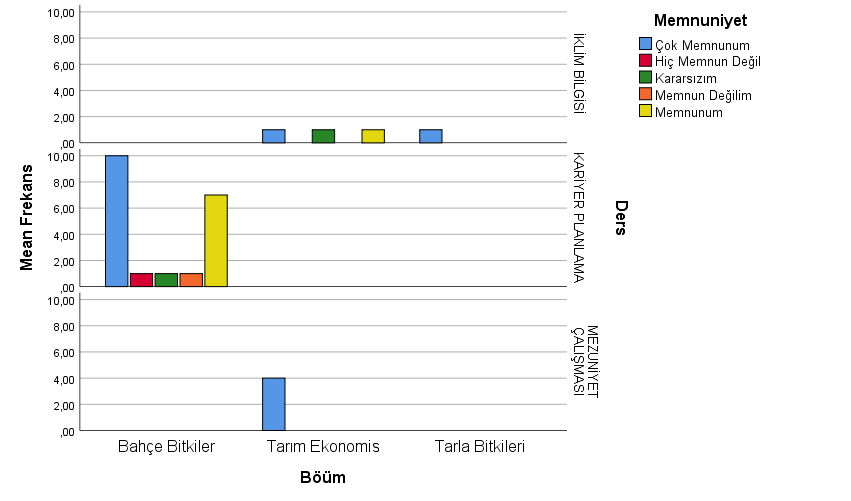 Mean Frekans
10,00
8,00
6,00
4,00
2,00
,00
10,00
8,00
6,00
4,00
2,00
,00
10,00
8,00
6,00
4,00
2,00
,00
İKLİM BİLGİSİ
KARİYER PLANLAMA
MEZUNİYET
ÇALIŞMASI
Ders
Bahçe Bitkiler
Tarım Ekonomis
Tarla Bitkileri
Böüm
Memnuniyet
Çok Memnunum
Hiç Memnun Değil
Kararsızım
Memnun Değilim
Memnunum